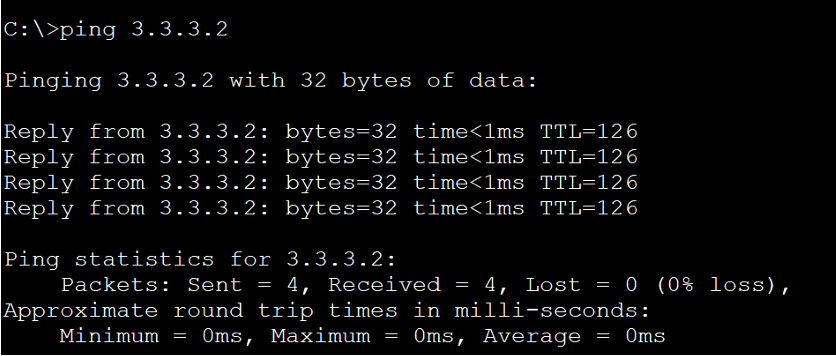 C:\>ping 3.3.3.2
Pinging 3.3.3.2 with 32 bytes of data:
Reply from 3.3.3.2: bytes=32 time<1ms TTL=126
Reply from 3.3.3.2: bytes=32 time<1ms TTL=126
Reply from 3.3.3.2: bytes=32 time<1ms TTL=126
Reply from 3.3.3.2: bytes=32 time<1ms TTL=126
Ping statistics for 3.3.3.2:
    Packets: Sent = 4, Received = 4, Lost = 0 (0% loss),
Approximate round trip times in milli-seconds:
    Minimum = 0ms, Maximum = 0ms, Average = 0ms